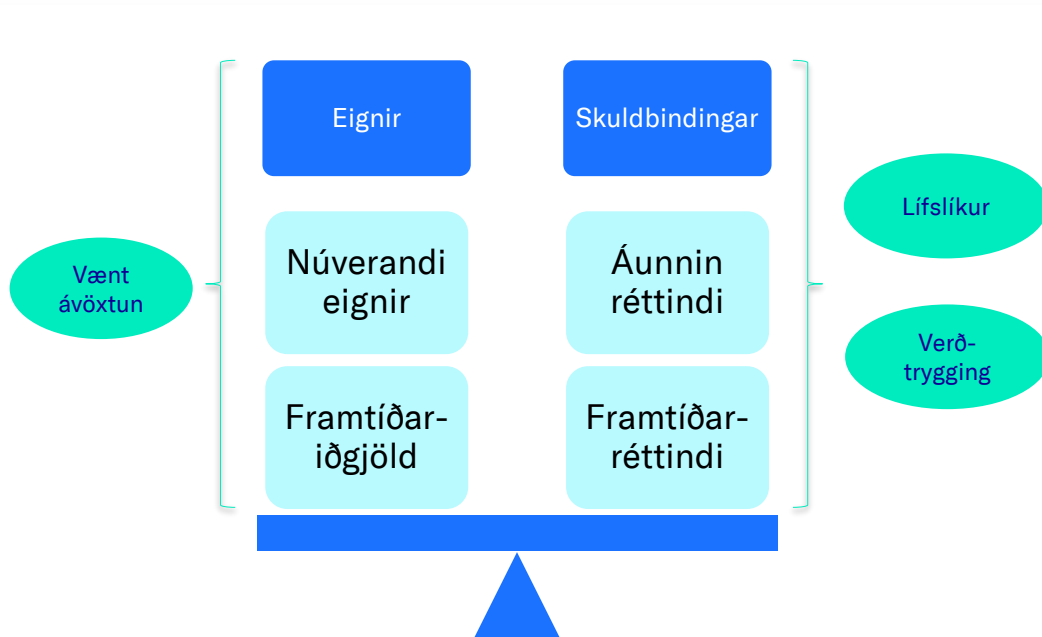 Eignir
Skuldbindingar
Vænt
ávöxtun
Núverandi
eignir
Áunnin
réttindi
Framtíðar-
iðgjöld
Framtíðar-
réttindi
Lífslíkur
Verð-
trygging